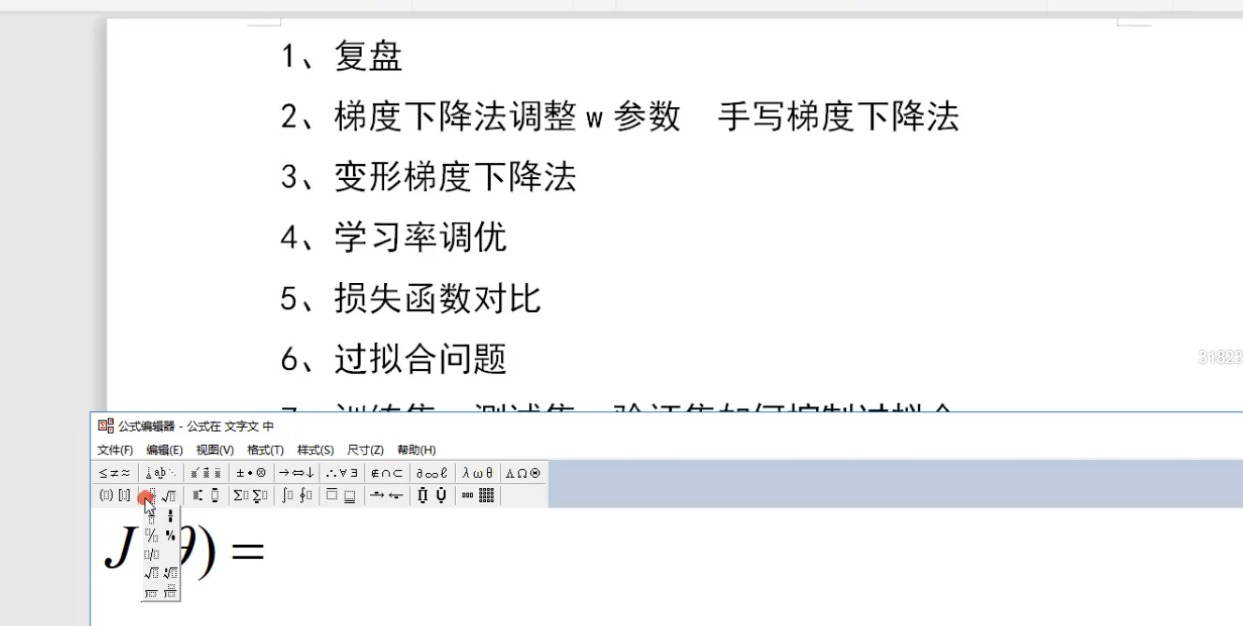 1、复盘
2、梯度下降法调整 w 参数 手写梯度下降法
3、变形梯度下降法
4、学习率调优
5、损失函数对比
6、过拟合问题
31823
公式编辑器 - 公式在 文字文 中
文件(F) 编辑(E) 视图(V) 格式(T) 样式(S) 尺寸(Z) 帮助(H)
J θ) =